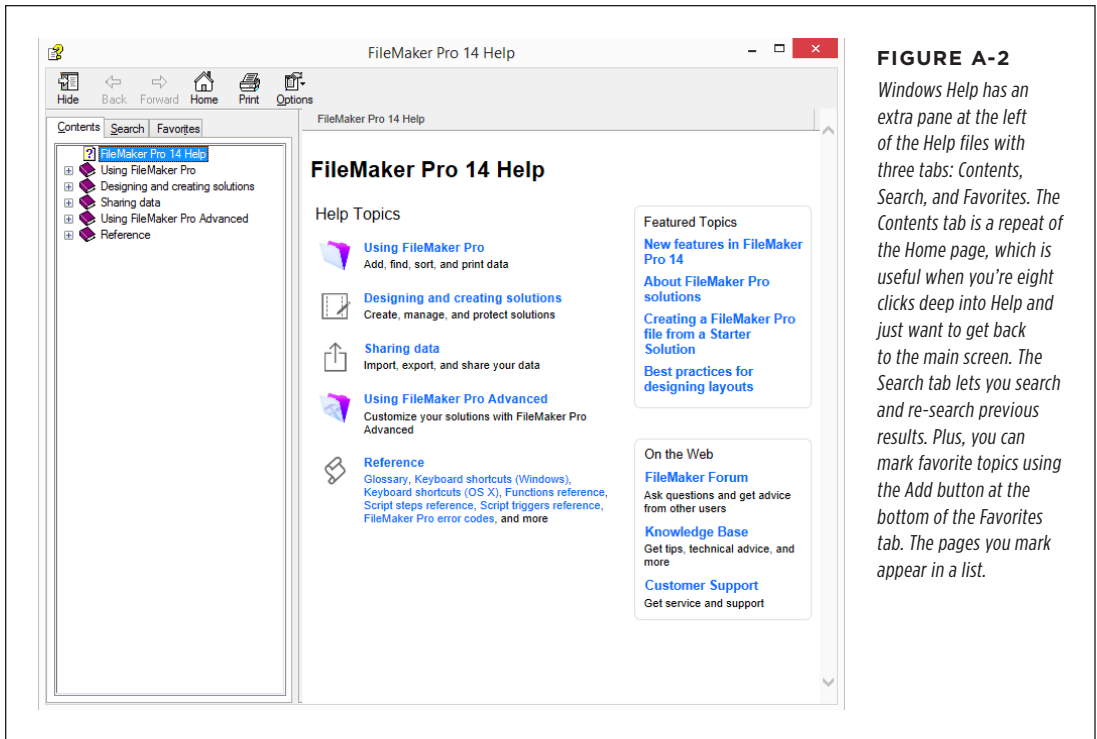 FileMaker Pro 14 Help
Hide Back Forward Home Print Options
Contents Search Favorites
FileMaker Pro 14 Help
Using FileMaker Pro
Designing and creating solutions
Sharing data
Using FileMaker Pro Advanced
Reference
FileMaker Pro 14 Help
FileMaker Pro 14 Help
Help Topics
Using FileMaker Pro
Add, find, sort, and print data
Designing and creating solutions
Create, manage, and protect solutions
Sharing data
Import, export, and share your data
Using FileMaker Pro Advanced
Customize your solutions with FileMaker Pro
Advanced
Reference
Glossary, Keyboard shortcuts (Windows),
Keyboard shortcuts (OS X), Functions reference,
Script steps reference, Script triggers reference,
FileMaker Pro error codes, and more
Featured Topics
New features in FileMaker
Pro 14
About FileMaker Pro
solutions
Creating a FileMaker Pro
file from a Starter
Solution
Best practices for
designing layouts
On the Web
FileMaker Forum
Ask questions and get advice
from other users
Knowledge Base
Get tips, technical advice, and
more
Customer Support
Get service and support
FIGURE A-2
Windows Help has an
extra pane at the left
of the Help files with
three tabs: Contents,
Search, and Favorites. The
Contents tab is a repeat of
the Home page, which is
useful when you're eight
clicks deep into Help and
just want to get back
to the main screen. The
Search tab lets you search
and re-search previous
results. Plus, you can
mark favorite topics using
the Add button at the
bottom of the Favorites
tab. The pages you mark
appear in a list.